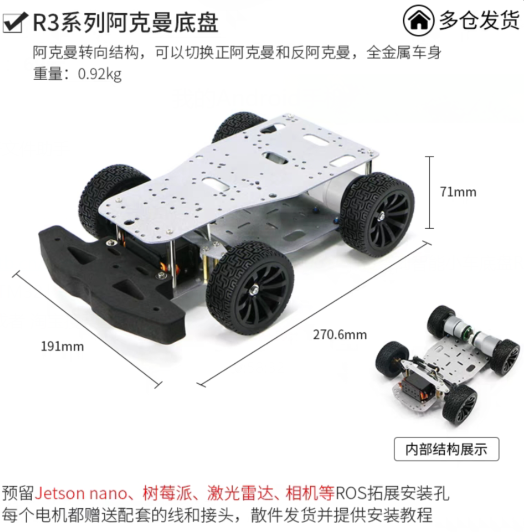 R3系列阿克曼底盘
多仓发货
阿克曼转向结构，可以切换正阿克曼和反阿克曼，全金属车身
重量：0.92kg
71mm
191mm
270.6mm
内部结构展示
预留Jetson nano、树莓派、激光雷达、相机等ROS拓展安装孔
每个电机都赠送配套的线和接头，散件发货并提供安装教程